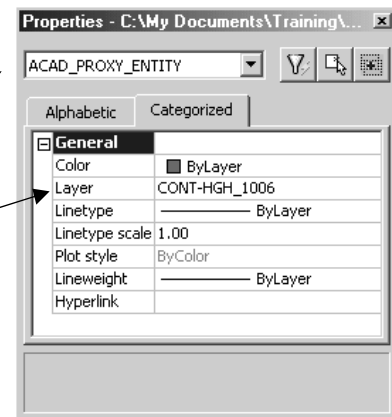 Properties - C:\My Documents\Training\...
ACAD_PROXY_ENTITY
Alphabetic Categorized
General
Color ByLayer
Layer CONT-HGH_1006
Linetype ByLayer
Linetype scale 1.00
Plot style ByColor
Lineweight ByLayer
Hyperlink